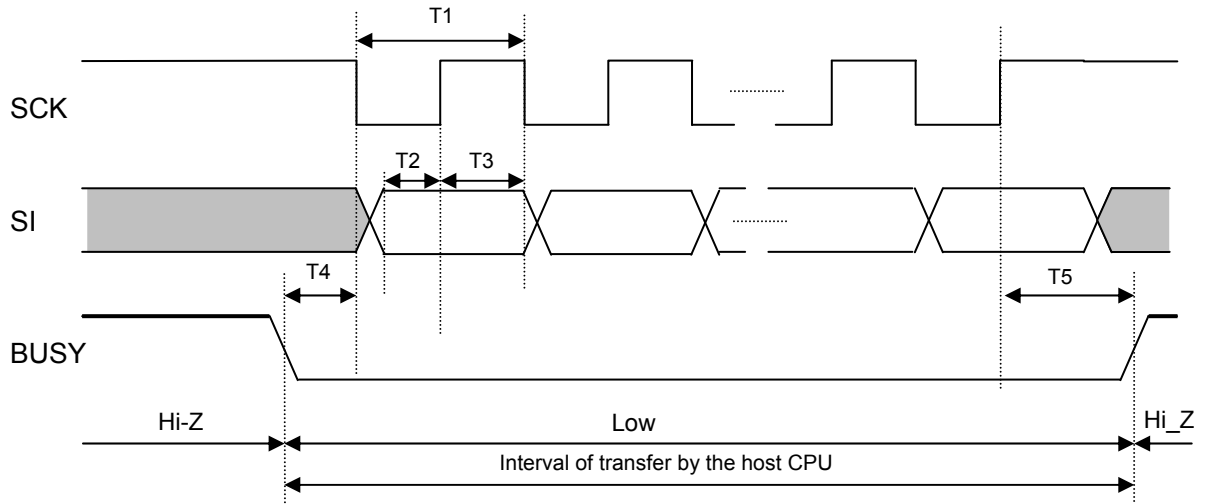 T1
SCK
T2 T3
SI
T4 T5
BUSY
Hi-Z Low Hi_Z
Interval of transfer by the host CPU